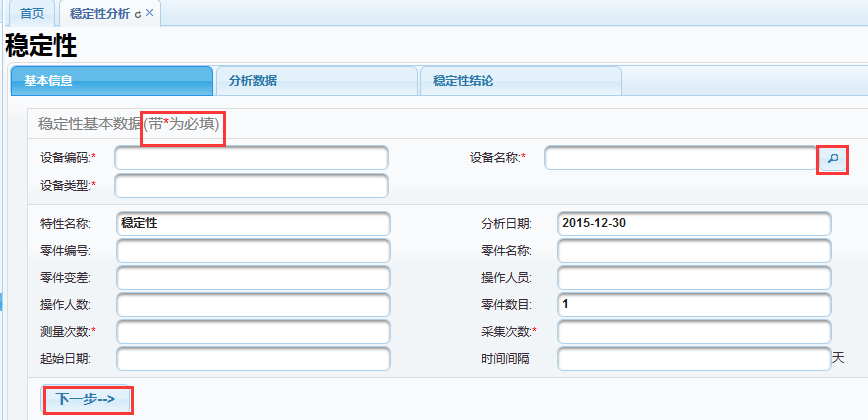 首页 稳定性分析
稳定性
基本信息 分析数据 稳定性结论
稳定性基本数据(带*为必填)
设备编码:* 设备名称:*
设备类型:*
特性名称: 稳定性 分析日期: 2015-12-30
零件编号: 零件名称:
零件变差: 操作人员:
操作人数: 零件数目: 1
测量次数:* 采集次数:*
起始日期: 时间间隔 天
下一步-->